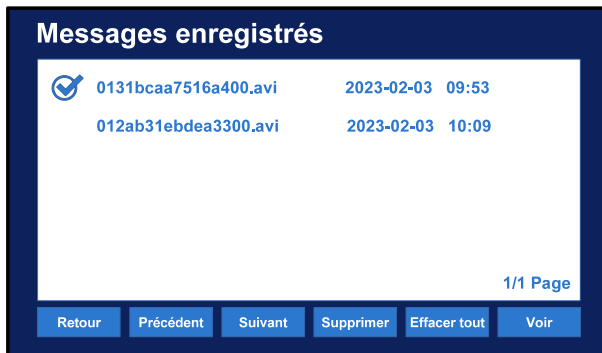 Messages enregistrés
0131bcaa7516a400.avi 2023-02-03 09:53
012ab31ebdea3300.avi 2023-02-03 10:09
1/1 Page
Retour Précédent Suivant Supprimer Effacer tout Voir